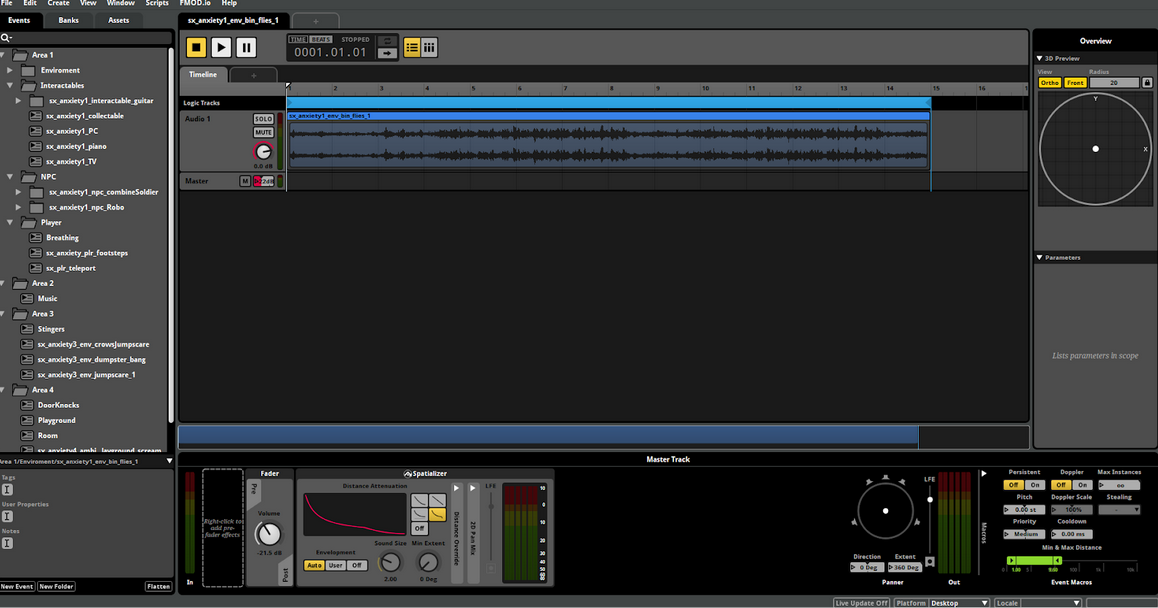 File Edit Create View Window Scripts FMOD.io Help
Events Banks Assets
sx_anxiety1_env_bin_flies_1
+
Area 1
Enviroment
Interactables
sx_anxiety1_interactable_guitar
sx_anxiety1_collectable
sx_anxiety1_PC
sx_anxiety1_piano
sx_anxiety1_TV
NPC
sx_anxiety1_npc_combineSoldier
sx_anxiety1_npc_Robo
Player
Breathing
sx_anxiety_plr_footsteps
sx_plr_teleport
Area 2
Music
Area 3
Stingers
sx_anxiety3_env_crowsJumpscare
sx_anxiety3_env_dumpster_bang
sx_anxiety3_env_jumpscare_1
Area 4
DoorKnocks
Playground
Room
Area 1/Enviroment/sx_anxiety1_env_bin_flies_1
Tags
User Properties
Notes
New Event New Folder Flatten
TIME BEATS STOPPED
0001.01.01
Timeline +
2 3 4 5 6 7 8 9 10 11 12 13 14 15 16
Logic Tracks
Audio 1 SOLO
MUTE
0.0 dB
sx_anxiety1_env_bin_flies_1
Master M
Overview
3D Preview
View Radius
Ortho Front 20
Y
X
Parameters
Lists parameters in scope
Master Track
In
Right-click to
add pre-
fader effects
Fader
Pre
Volume
-21.5 dB
Post
Spatializer
Distance Attenuation
Off
Envelopment
Auto User Off
Sound Size
2.00
Min Extent
0 Deg
Distance Override
2D Pan Mix
LFE
10
0
10
20
30
40
50
60
Direction Extent
0 Deg 360 Deg
Panner
LFE
Out
Macros
Persistent Doppler Max Instances
Off On Off On ∞
Pitch Doppler Scale Stealing
0.00 st 100% -
Priority Cooldown
Medium 0.00 ms
Min & Max Distance
Event Macros
Live Update Off Platform Desktop Locale